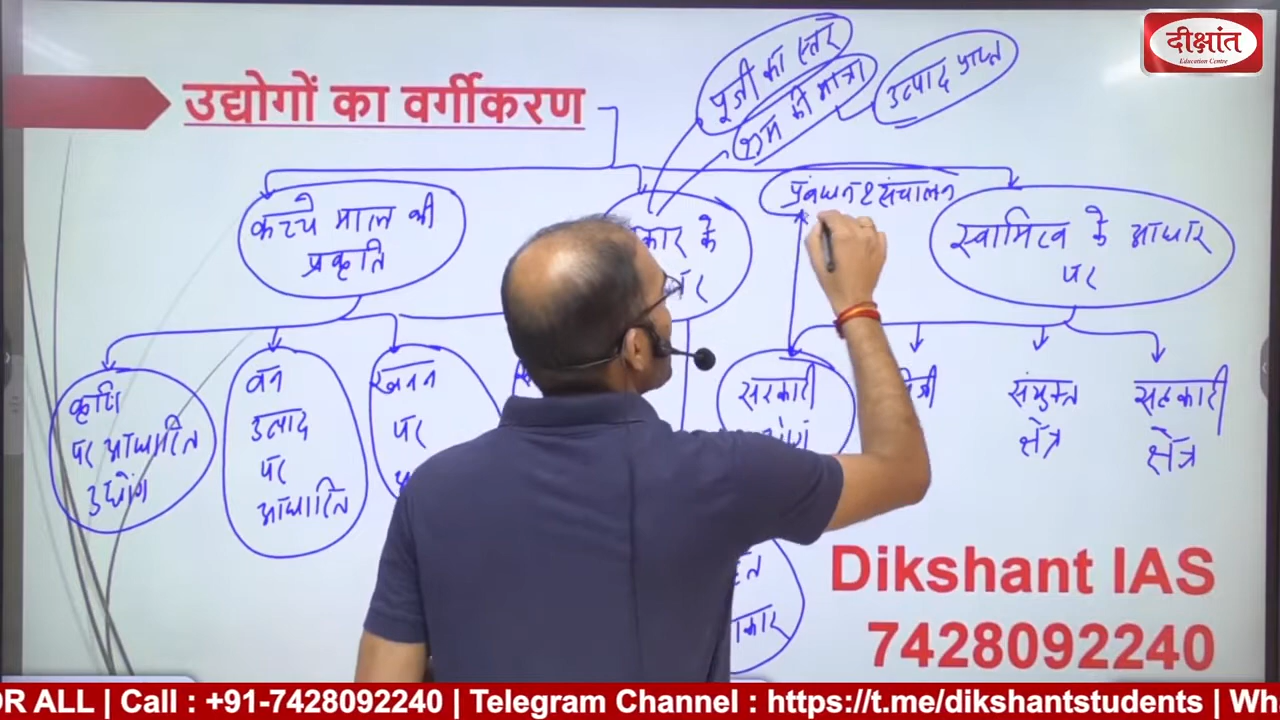 दीक्षांत
Education Centre
उद्योगों का वर्गीकरण
पूंजी का स्तर
श्रम की मात्रा
उत्पाद
प्रबंधन & संचालन
कच्चे माल की
प्रकृति
कार के
पर
स्वामित्व के आधार
पर
कृषि
पर आधारित
उद्योग
वन
उत्पाद
पर
आधारित
खनन
पर
सरकारी
संयुक्त
क्षेत्र
सहकारी
क्षेत्र
कार
Dikshant IAS
7428092240
OR ALL | Call : +91-7428092240 | Telegram Channel : https://t.me/dikshantstudents | Wh